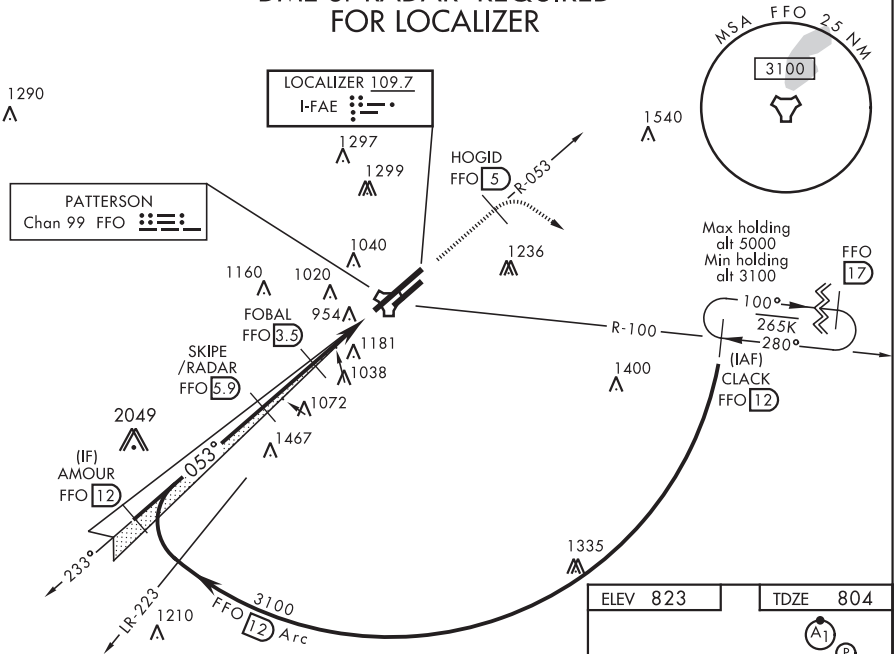 FOR LOCALIZER
MSA FFO 25 NM
3100
LOCALIZER 109.7
I-FAE
1290
1297
1299
1540
HOGID
FFO 5
R-053
PATTERSON
Chan 99 FFO
1040
1236
Max holding
alt 5000
Min holding
alt 3100
FFO
17
1160
1020
954
FOBAL
FFO 3.5
100°
265K
280°
R-100
(IAF)
CLACK
FFO 12
SKIPE
/RADAR
FFO 5.9
1181
1038
1400
1072
2049
1467
(IF)
AMOUR
FFO 12
053°
233°
LR-223
1210
3100
FFO 12 Arc
1335
ELEV 823
TDZE 804
A1
P